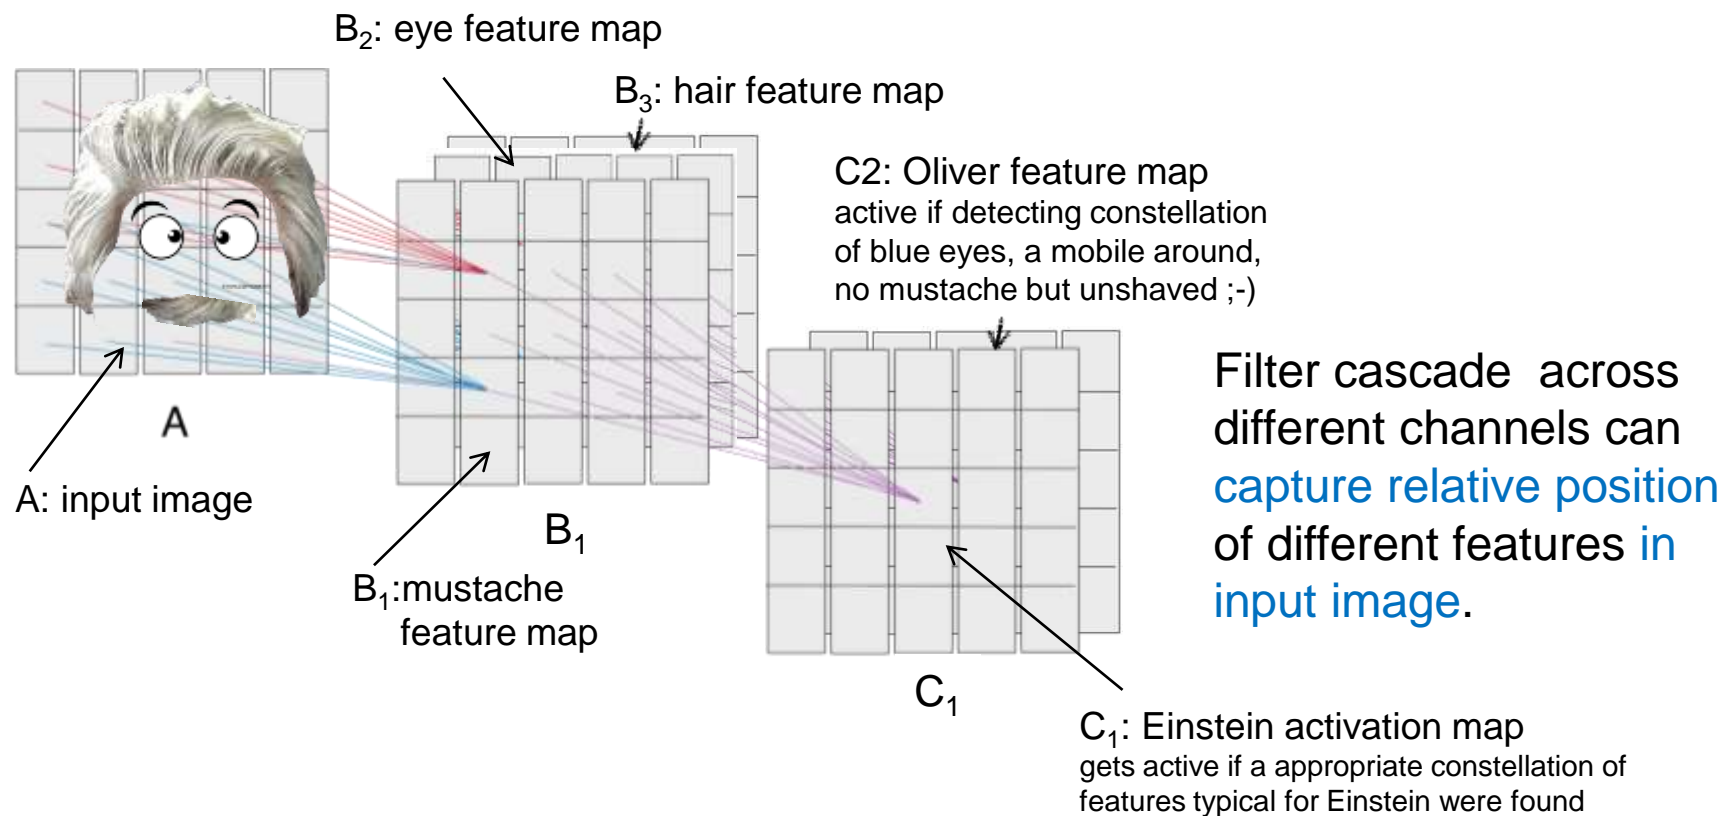 B₂: eye feature map
B₃: hair feature map
C2: Oliver feature map
active if detecting constellation
of blue eyes, a mobile around,
no mustache but unshaved ;-)
A
A: input image
B₁
B₁:mustache
feature map
C₁
Filter cascade  across
different channels can
capture relative position
of different features in
input image.
C₁: Einstein activation map
gets active if a appropriate constellation of
features typical for Einstein were found